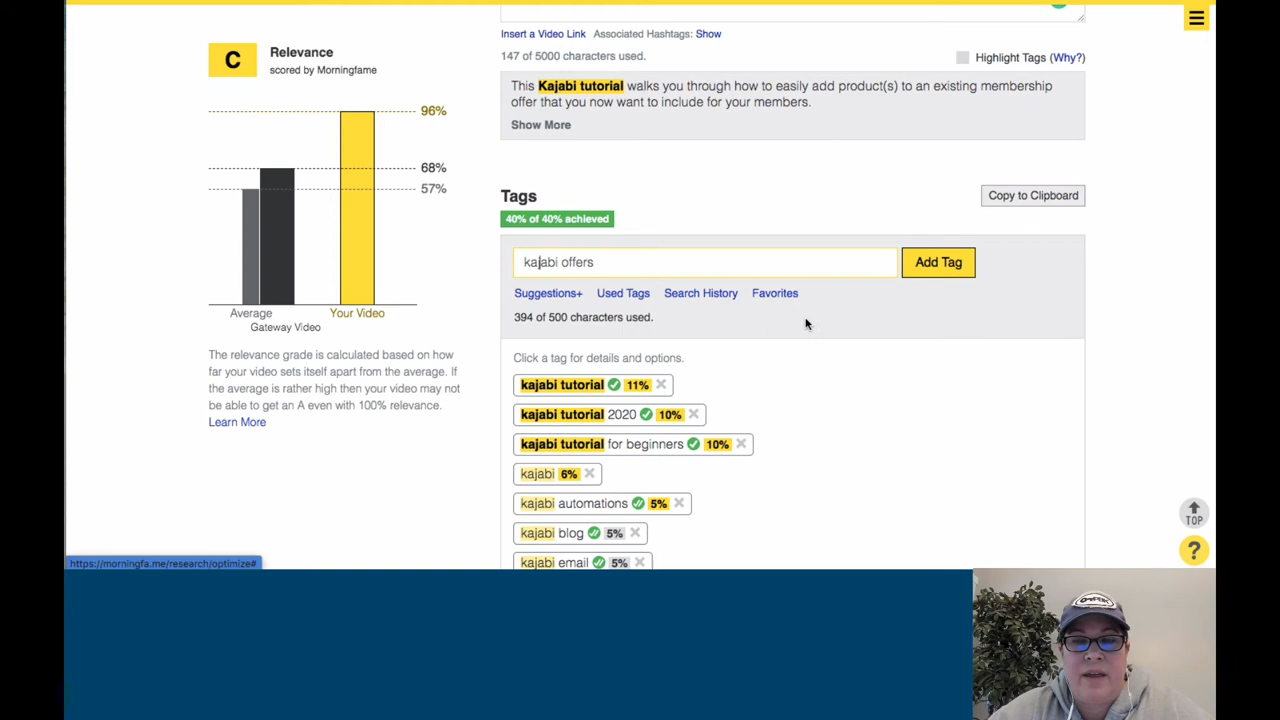 C
Relevance
scored by Morningfame
96%
68%
57%
Average
Your Video
Gateway Video
The relevance grade is calculated based on how
far your video sets itself apart from the average. If
the average is rather high then your video may not
be able to get an A even with 100% relevance.
Learn More
Insert a Video Link Associated Hashtags: Show
147 of 5000 characters used.
Highlight Tags (Why?)
This Kajabi tutorial walks you through how to easily add product(s) to an existing membership
offer that you now want to include for your members.
Show More
Tags
Copy to Clipboard
40% of 40% achieved
kajabi offers
Add Tag
Suggestions+ Used Tags Search History Favorites
394 of 500 characters used.
Click a tag for details and options.
kajabi tutorial 11%
kajabi tutorial 2020 10%
kajabi tutorial for beginners 10%
kajabi 6%
kajabi automations 5%
kajabi blog 5%
kajabi email 5%
TOP
?
https://morningfa.me/research/optimize#